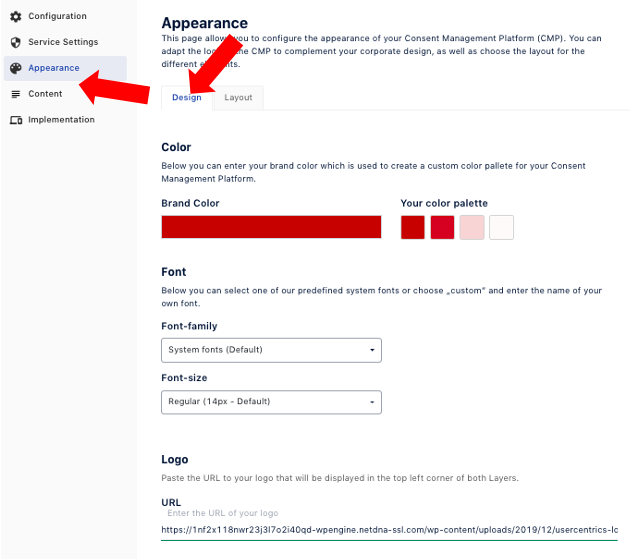 Configuration
Service Settings
Appearance
Content
Implementation
Appearance
This page allows you to configure the appearance of your Consent Management Platform (CMP). You can
adapt the look the CMP to complement your corporate design, as well as choose the layout for the
different
Design
Layout
Color
Below you can enter your brand color which is used to create a custom color pallete for your Consent
Management Platform.
Brand Color
Your color palette
Font
Below you can select one of our predefined system fonts or choose „custom“ and enter the name of your
own font.
Font-family
System fonts (Default)
Font-size
Regular (14px - Default)
Logo
Paste the URL to your logo that will be displayed in the top left corner of both Layers.
URL
Enter the URL of your logo
https://1nf2x118nwr23j3l7o2i40qd-wpengine.netdna-ssl.com/wp-content/uploads/2019/12/usercentrics-lo